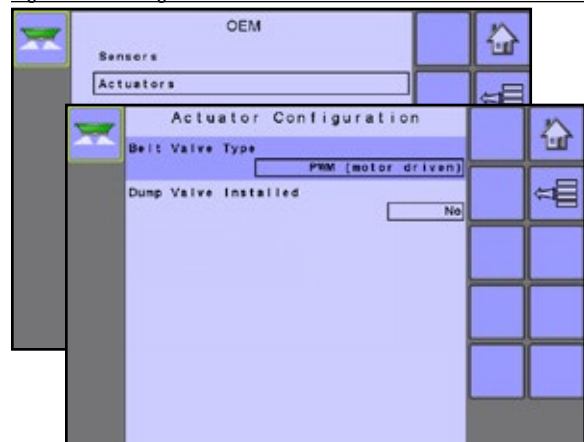 OEM
Sensors
Actuators
Actuator Configuration
Belt Valve Type
PWM (motor driven)
Dump Valve Installed
No